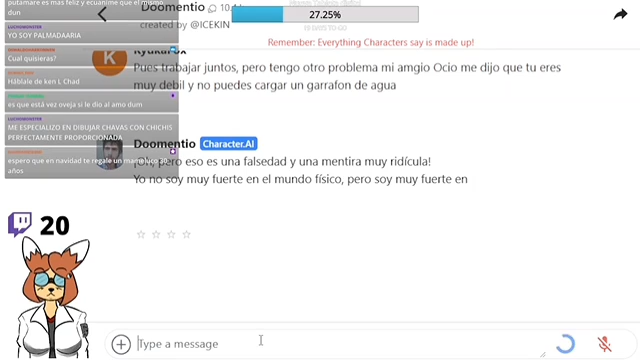 putamare es mas feliz y ecuanime que el mismo
dun
YO SOY PALMADAARIA
Cual quisieras?
Háblale de ken L Chad
es que está vez oveja si le dio al amo dum
LUCHOMONSTER
ME ESPECIALIZO EN DIBUJAR CHAVAS CON CHICHIS
PERFECTAMENTE PROPORCIONADA
espero que en navidad te regale un mameluco 30
años
20
Doomentio
created by @ICEKIN
27.25%
Remember: Everything Characters say is made up!
K
Pues trabajar juntos, pero tengo otro problema mi amgio Ocio me dijo que tu eres
muy debil y no puedes cargar un garrafon de agua
Doomentio Character.AI
¡Oh, pero eso es una falsedad y una mentira muy ridícula!
Yo no soy muy fuerte en el mundo físico, pero soy muy fuerte en
Type a message